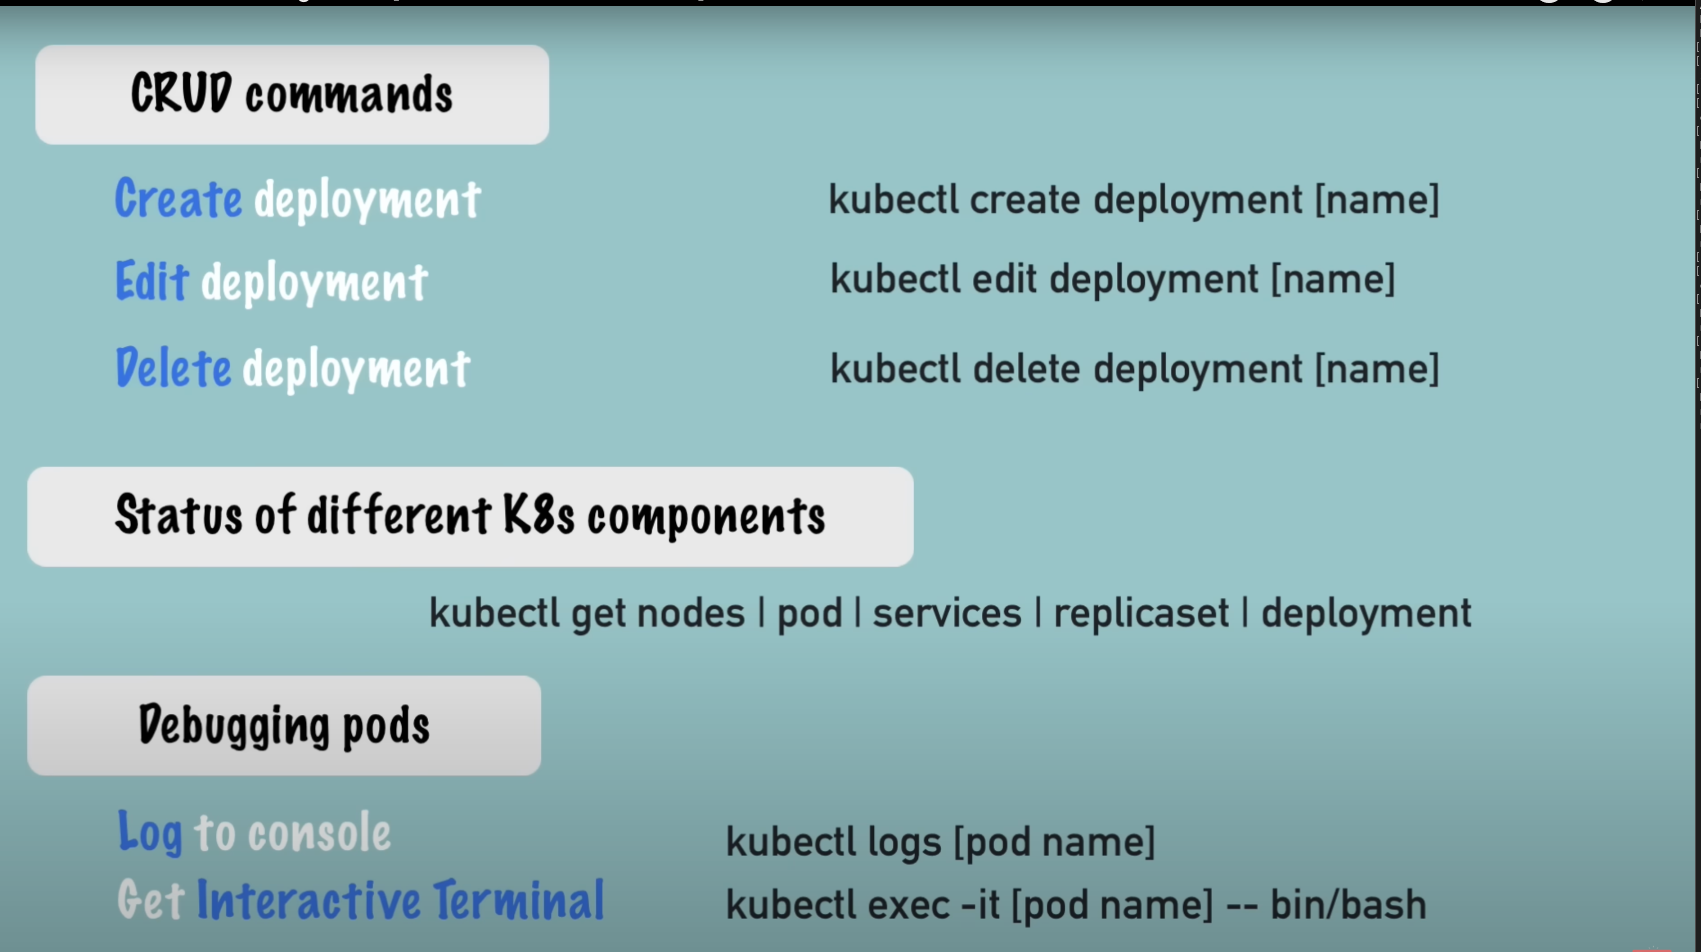 CRUD commands
Create deployment kubectl create deployment [name]
Edit deployment kubectl edit deployment [name]
Delete deployment kubectl delete deployment [name]
Status of different K8s components
kubectl get nodes | pod | services | replicaset | deployment
Debugging pods
Log to console kubectl logs [pod name]
Get Interactive Terminal kubectl exec -it [pod name] -- bin/bash